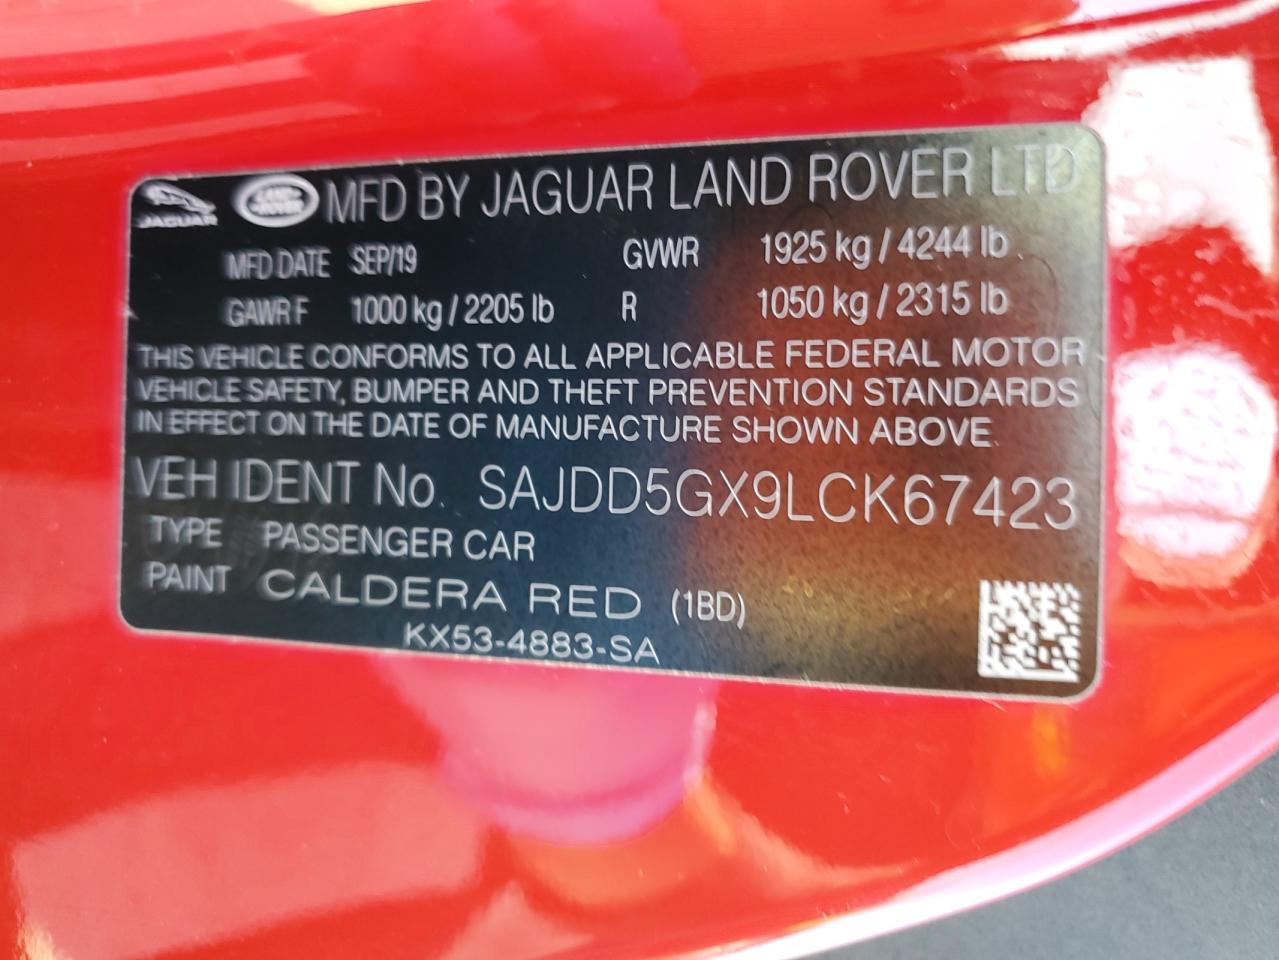 JAGUAR LAND ROVER MFD BY JAGUAR LAND ROVER LTD
MFD DATE SEP/19 GVWR 1925 kg / 4244 lb
GAWR F 1000 kg / 2205 lb R 1050 kg / 2315 lb
THIS VEHICLE CONFORMS TO ALL APPLICABLE FEDERAL MOTOR
VEHICLE SAFETY, BUMPER AND THEFT PREVENTION STANDARDS
IN EFFECT ON THE DATE OF MANUFACTURE SHOWN ABOVE.
VEH IDENT No. SAJDD5GX9LCK67423
TYPE PASSENGER CAR
PAINT CALDERA RED (1BD)
KX53-4883-SA